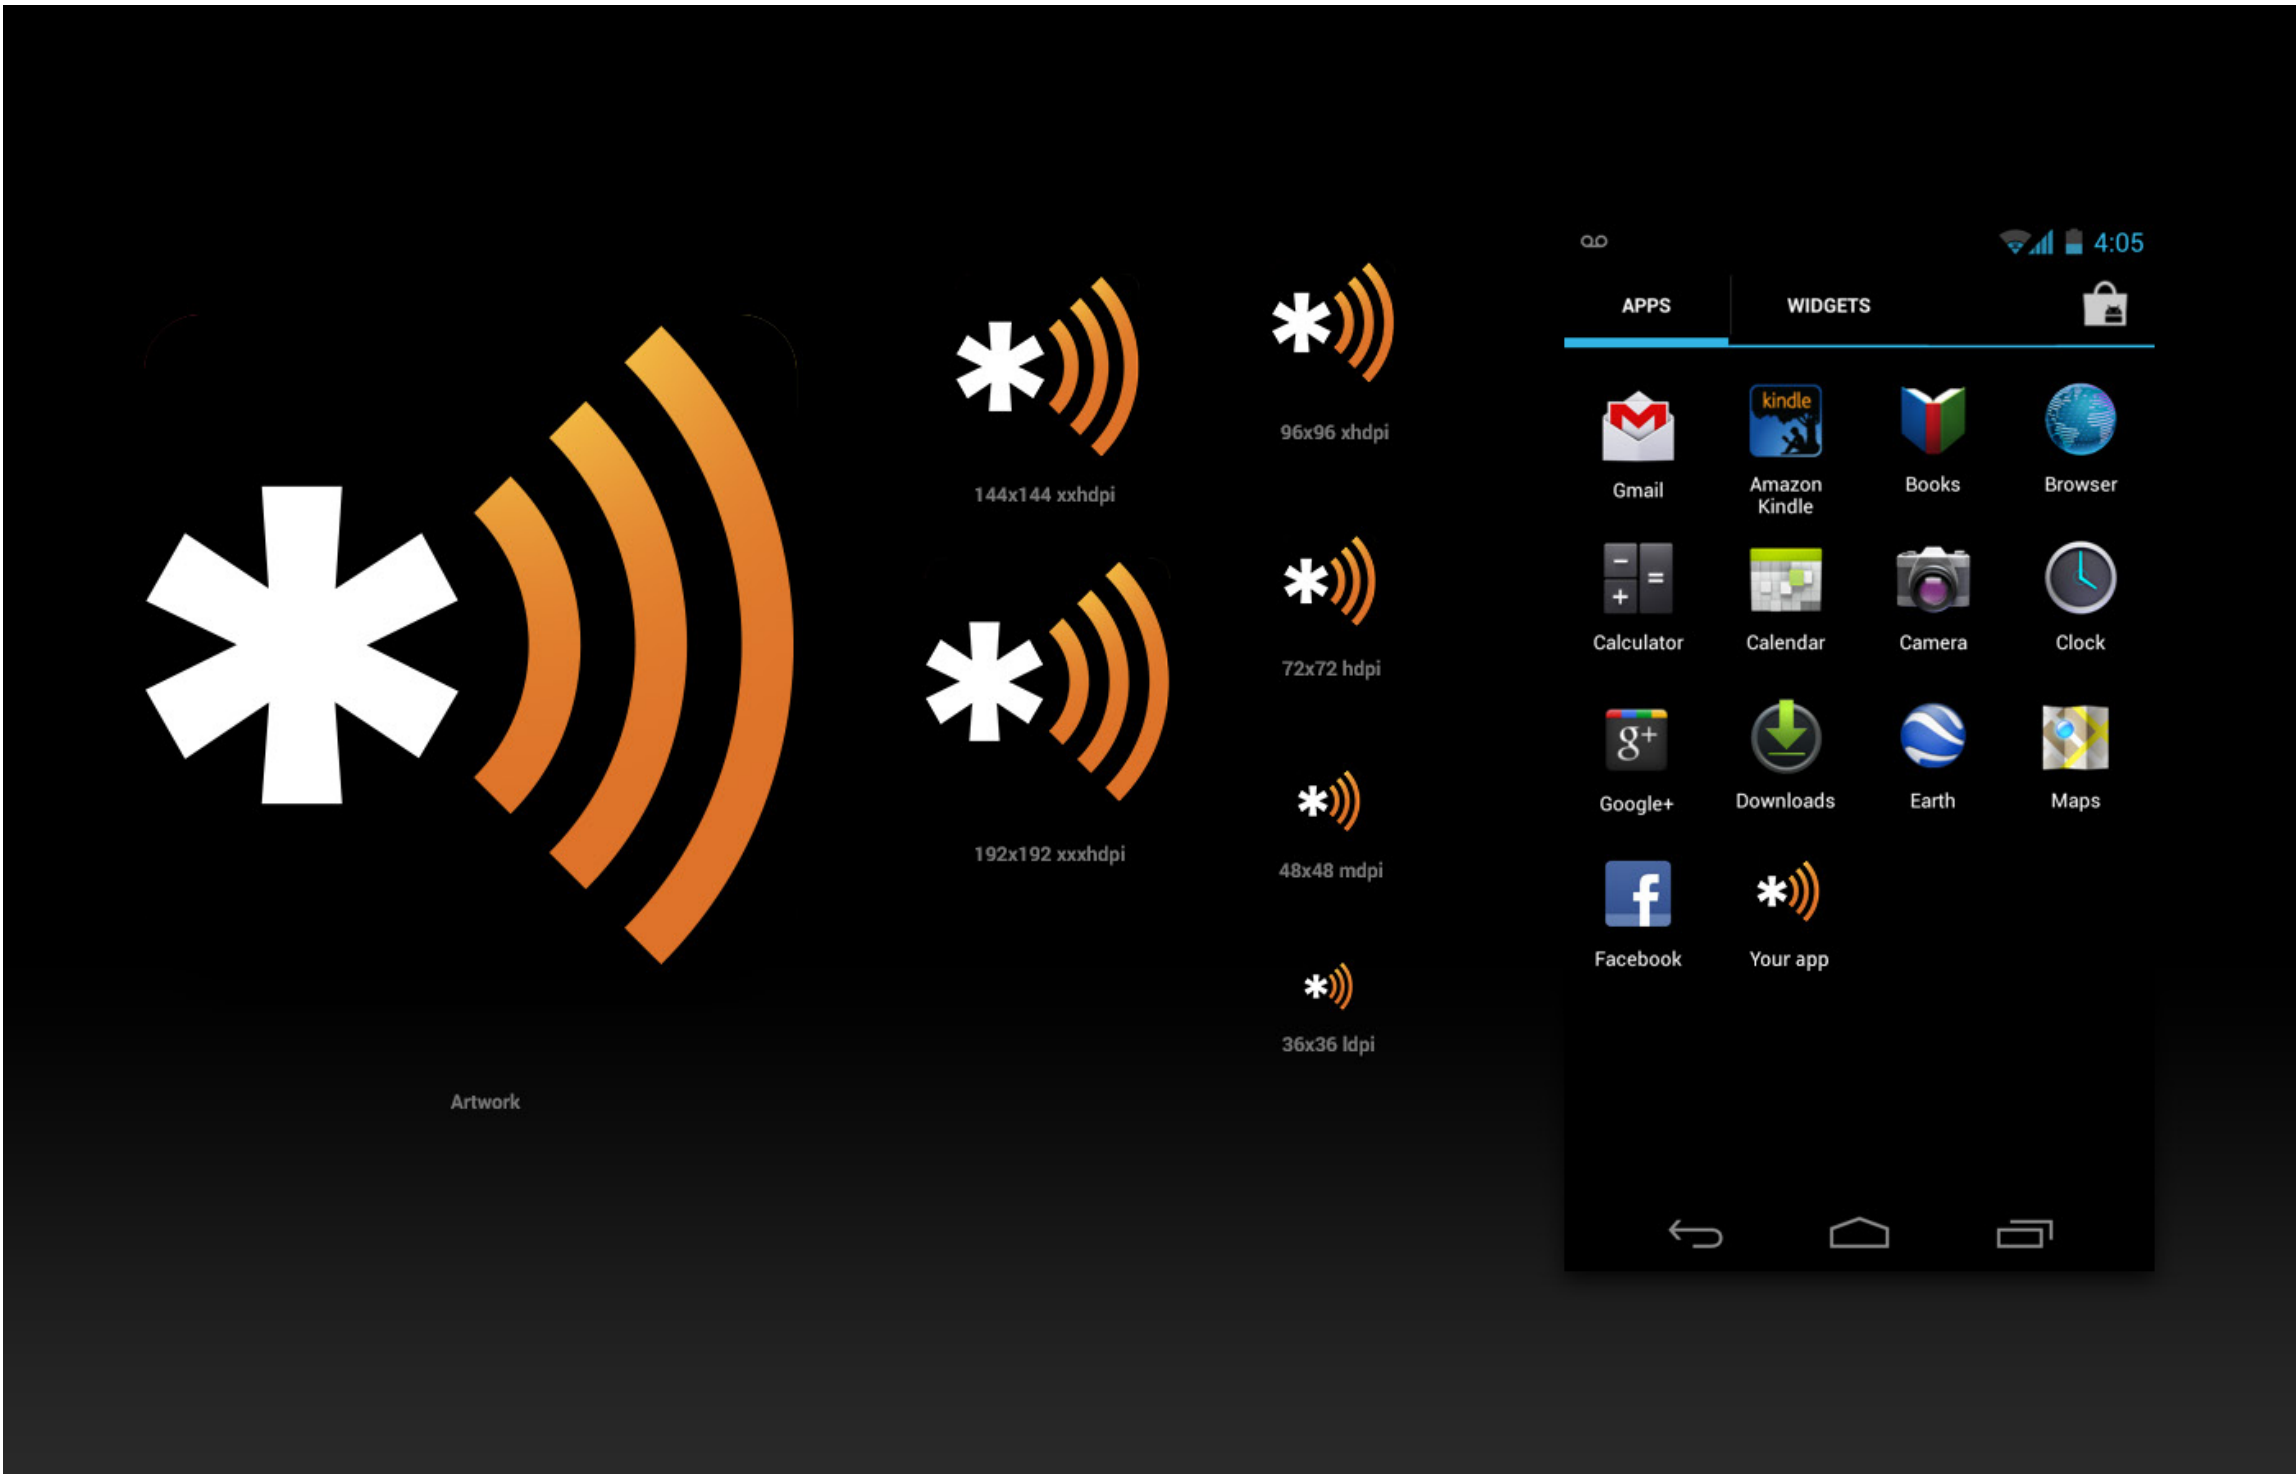 Artwork
144x144 xxhdpi
192x192 xxxhdpi
96x96 xhdpi
72x72 hdpi
48x48 mdpi
36x36 ldpi
4:05
APPS
WIDGETS
Gmail
kindle
Amazon
Kindle
Books
Browser
Calculator
Calendar
Camera
Clock
g+
Google+
Downloads
Earth
Maps
f
Facebook
Your app